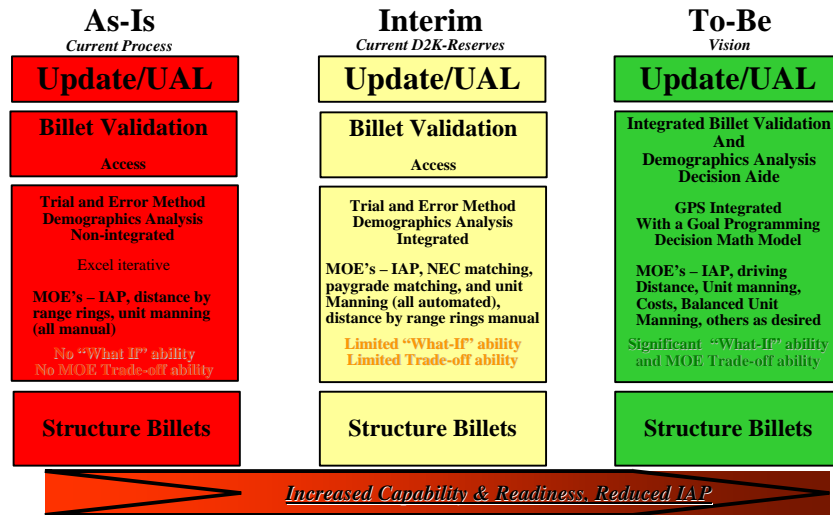 As-Is
Current Process
Update/UAL
Billet Validation
Access
Trial and Error Method
Demographics Analysis
Non-integrated
Excel iterative
MOE's – IAP, distance by
range rings, unit manning
(all manual)
No "What If" ability
No MOE Trade-off ability
Structure Billets
Interim
Current D2K-Reserves
Update/UAL
Billet Validation
Access
Trial and Error Method
Demographics Analysis
Integrated
MOE's – IAP, NEC matching,
paygrade matching, and unit
Manning (all automated),
distance by range rings manual
Limited "What-If" ability
Limited Trade-off ability
Structure Billets
To-Be
Vision
Update/UAL
Integrated Billet Validation
And
Demographics Analysis
Decision Aide
GPS Integrated
With a Goal Programming
Decision Math Model
MOE's – IAP, driving
Distance, Unit manning,
Costs, Balanced Unit
Manning, others as desired
Significant "What-If" ability
and MOE Trade-off ability
Structure Billets
Increased Capability & Readiness, Reduced IAP